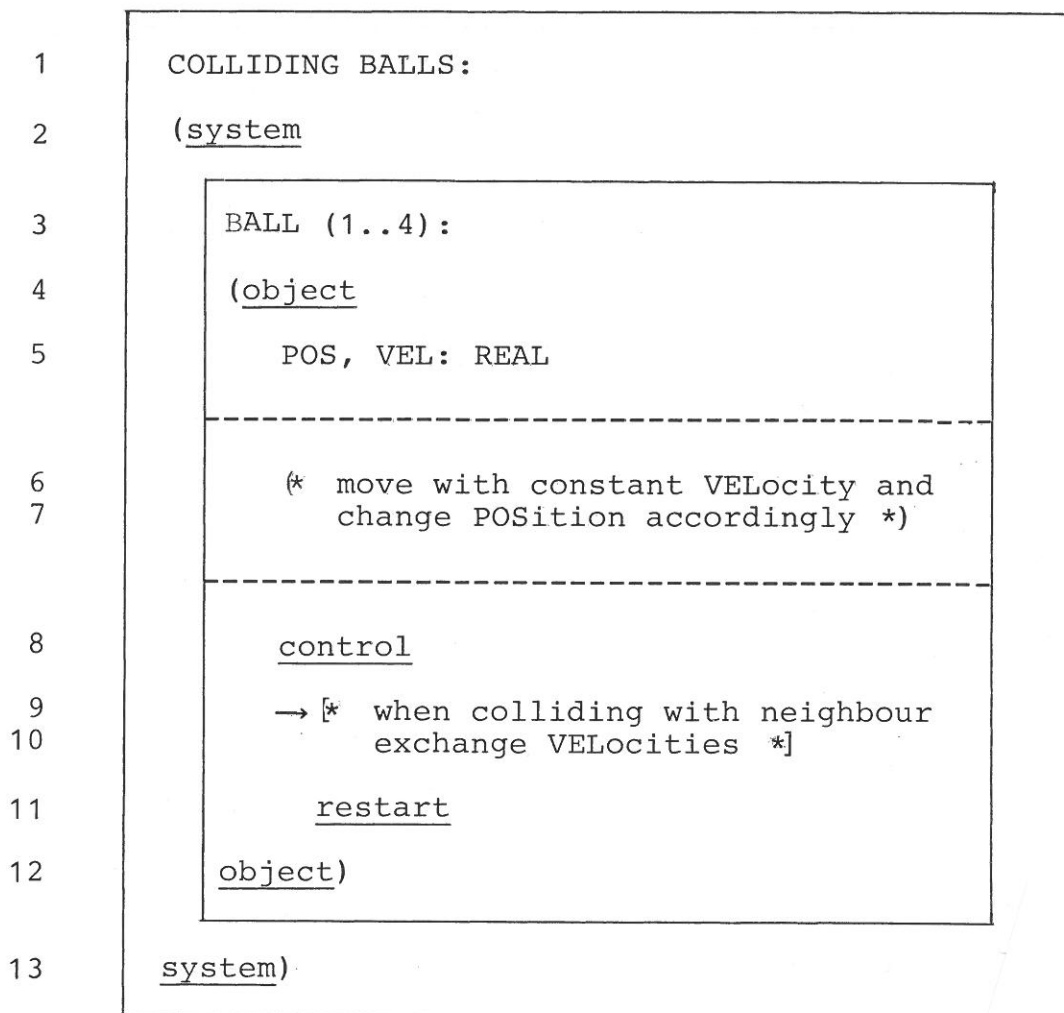 1 COLLIDING BALLS:
2 (system
3 BALL (1..4):
4 (object
5 POS, VEL: REAL
6 (* move with constant VELocity and
7 change POSition accordingly *)
8 control
9 → [* when colliding with neighbour
10 exchange VELocities *]
11 restart
12 object)
13 system)